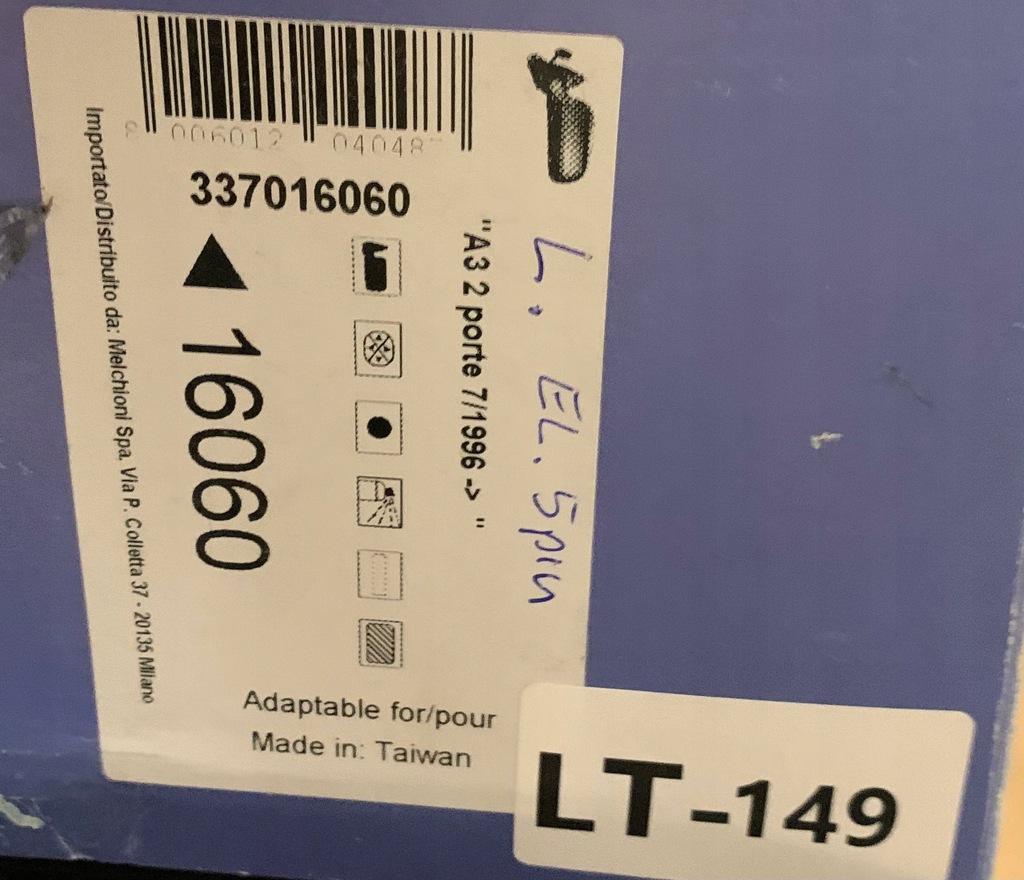 006012
337016060
"A3 2 porte 7/1996 -> "
L. EL. 5pin
16060
Importato/Distribuito da: Melchioni Spa. Via P. Colletta 37 - 20135 Milano
Adaptable for/pour
Made in: Taiwan
LT-149